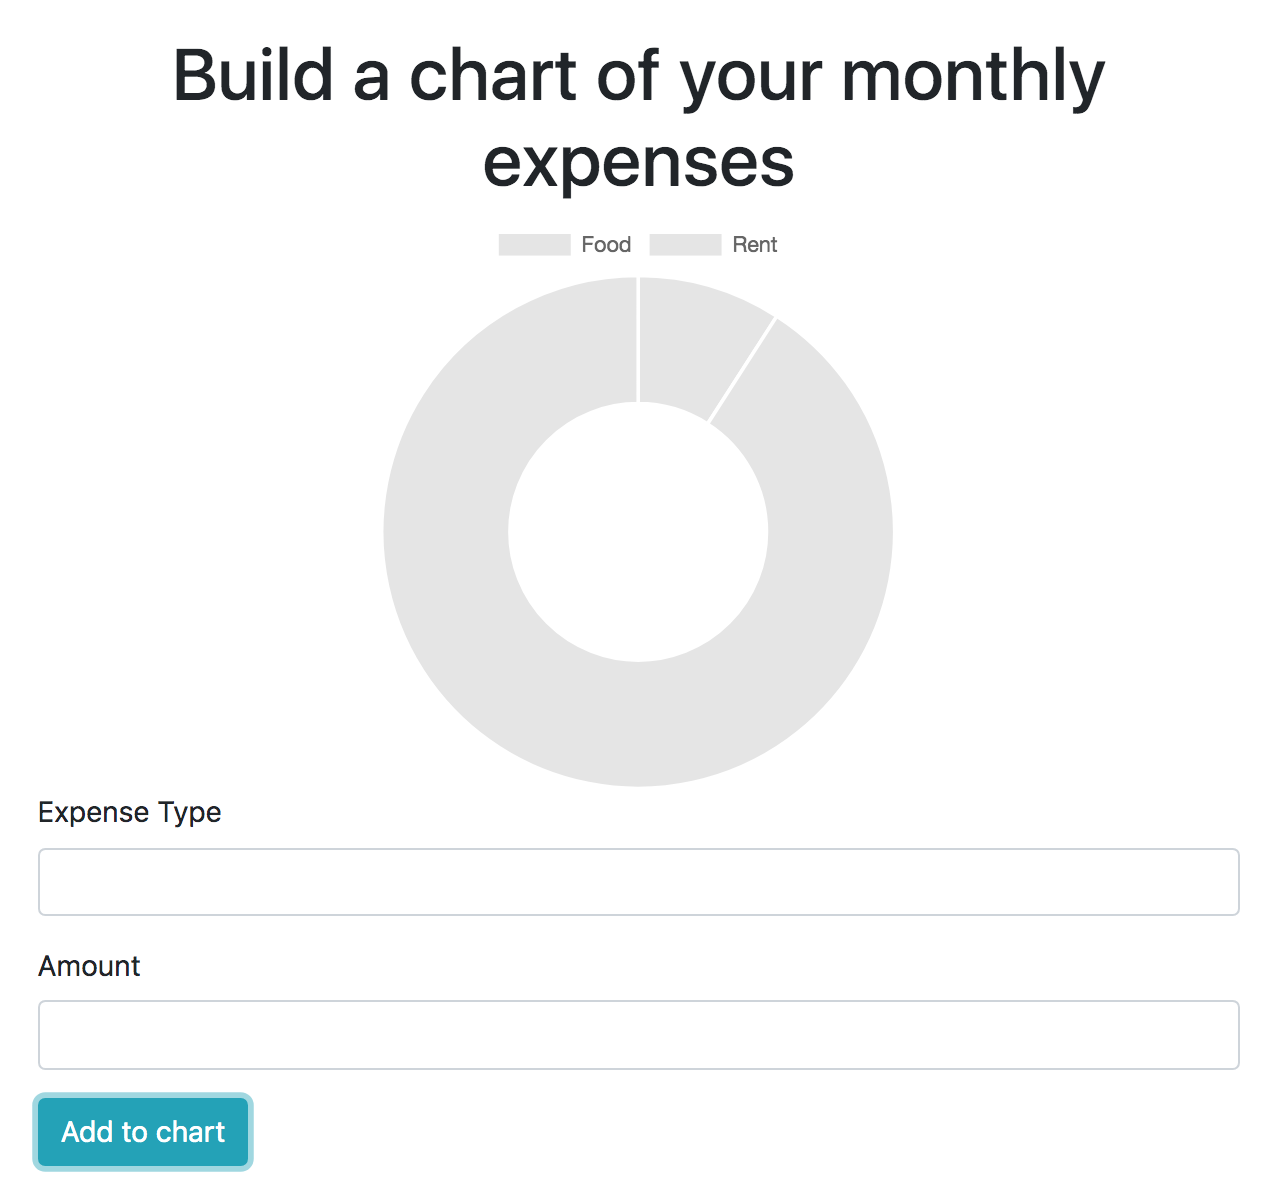 Build a chart of your monthly
expenses
Food Rent
Expense Type
Amount
Add to chart